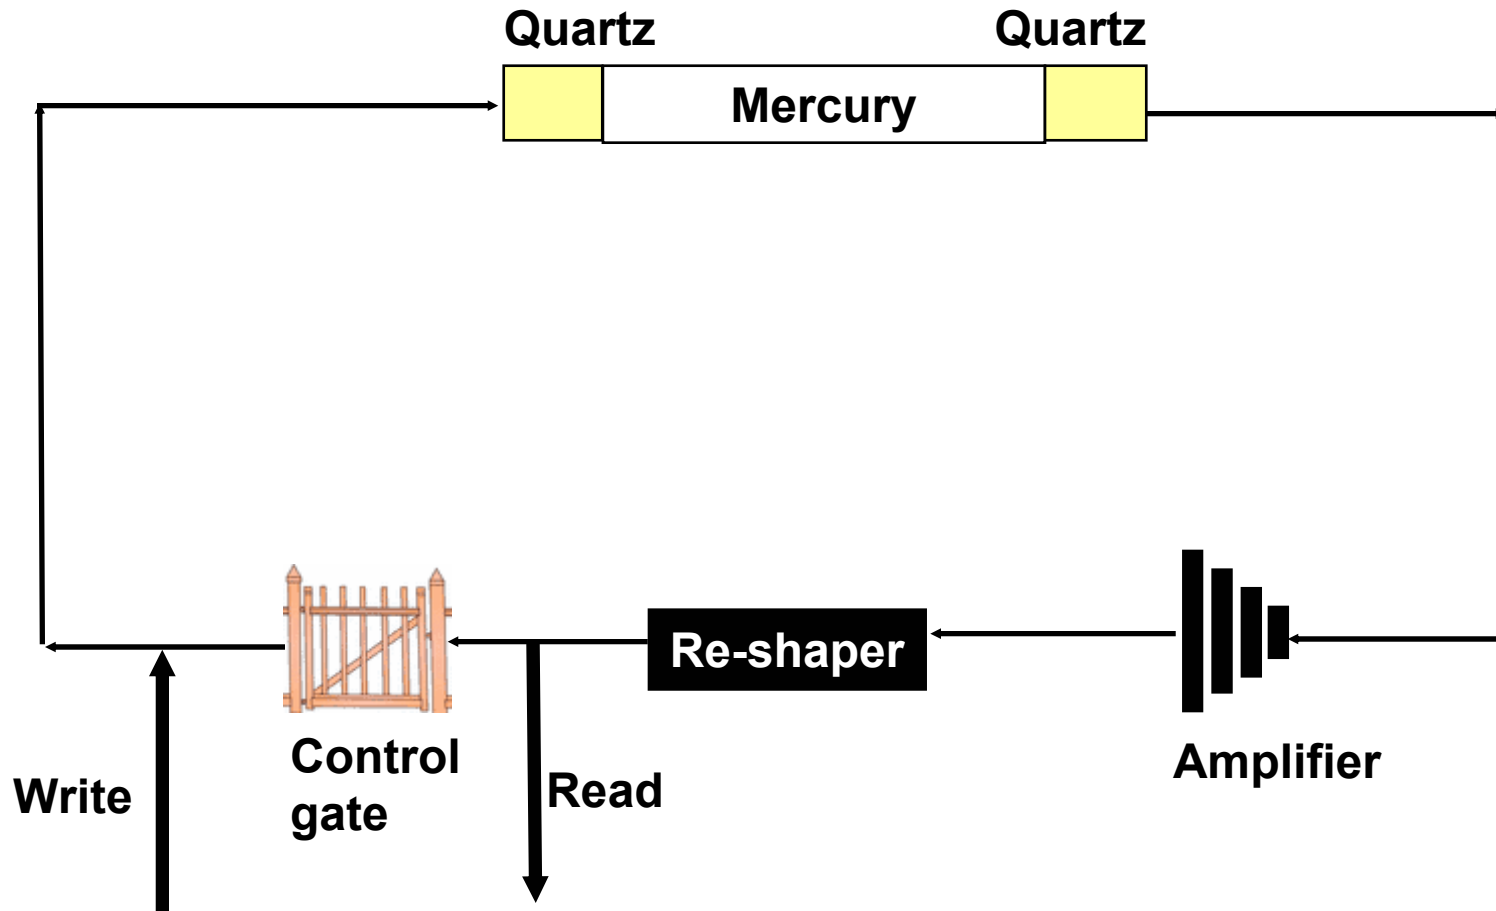 Quartz
Quartz
Mercury
Re-shaper
Control
gate
Amplifier
Write
Read